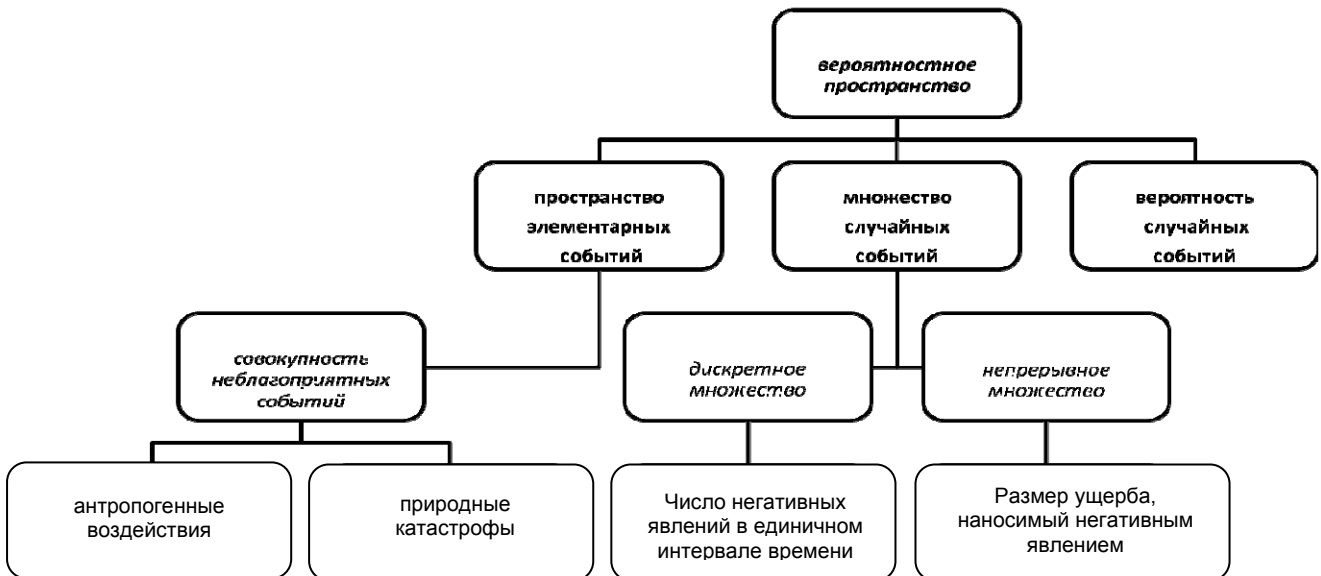 вероятностное
пространство
пространство
элементарных
событий
множество
случайных
событий
вероятность
случайных
событий
совокупность
неблагоприятных
событий
дискретное
множество
непрерывное
множество
антропогенные
воздействия
природные
катастрофы
Число негативных
явлений в единичном
интервале времени
Размер ущерба,
наносимый негативным
явлением